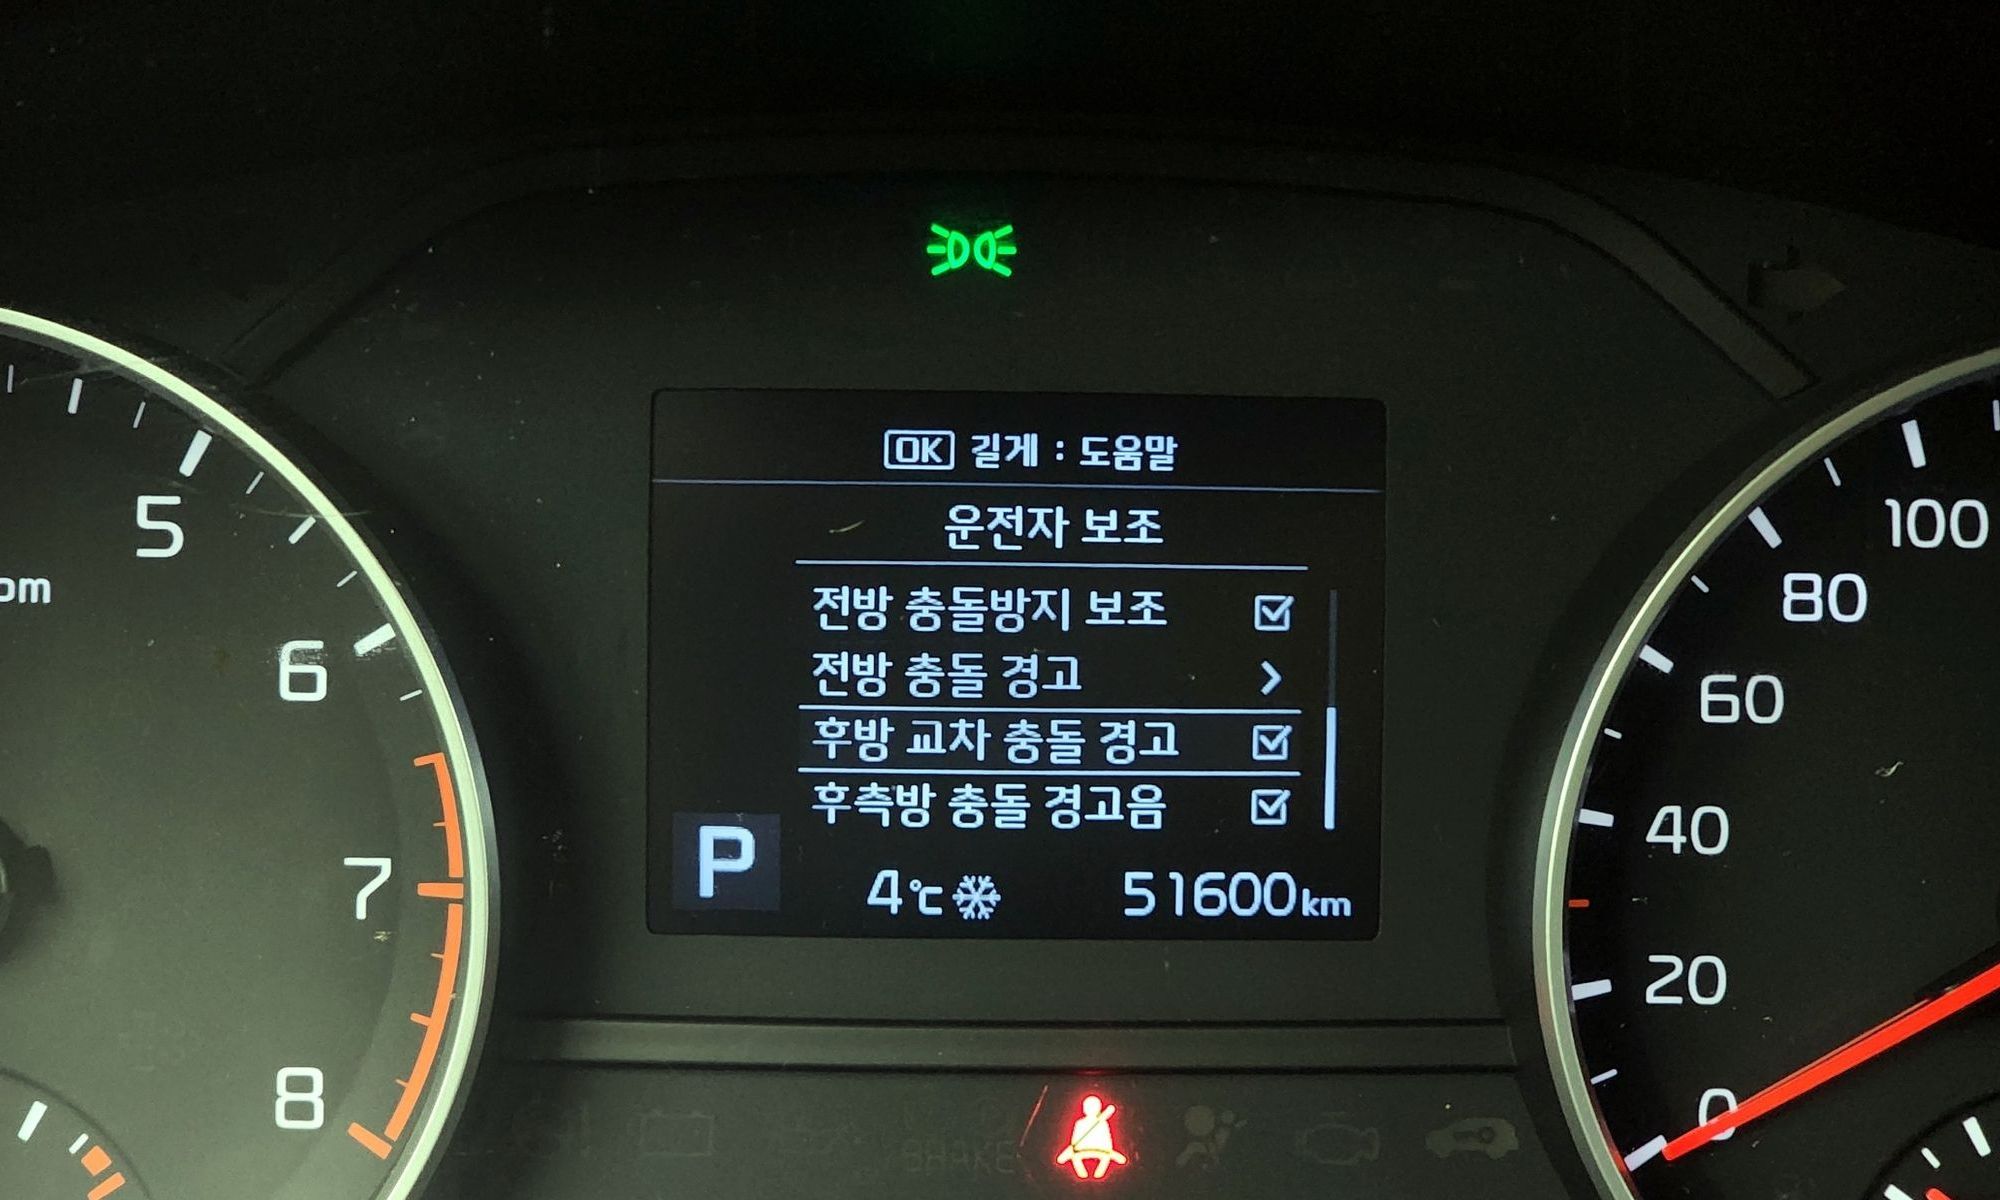 OK 길게 : 도움말
운전자 보조
전방 충돌방지 보조
전방 충돌 경고
후방 교차 충돌 경고
후측방 충돌 경고음
P
4℃
51600km
5
6
7
8
100
80
60
40
20
0
BRAKE